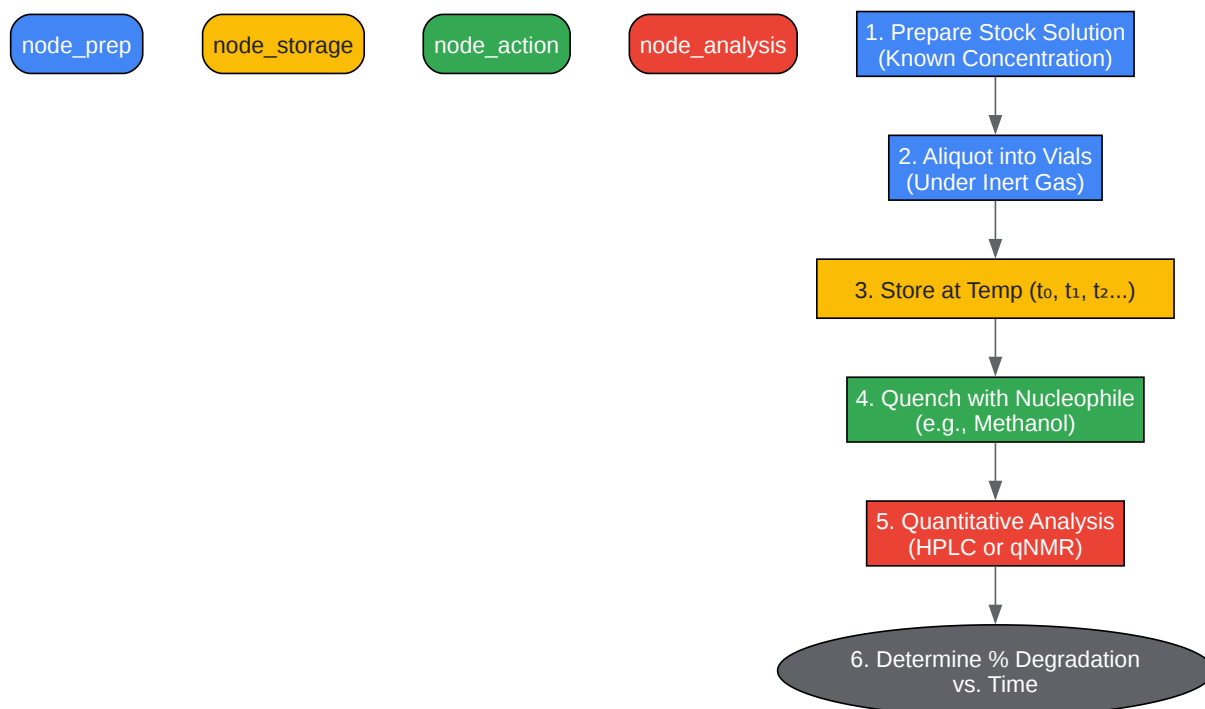 node_prep
node_storage
node_action
node_analysis
1. Prepare Stock Solution
(Known Concentration)
2. Aliquot into Vials
(Under Inert Gas)
3. Store at Temp (t₀, t₁, t₂...)
4. Quench with Nucleophile
(e.g., Methanol)
5. Quantitative Analysis
(HPLC or qNMR)
6. Determine % Degradation
vs. Time